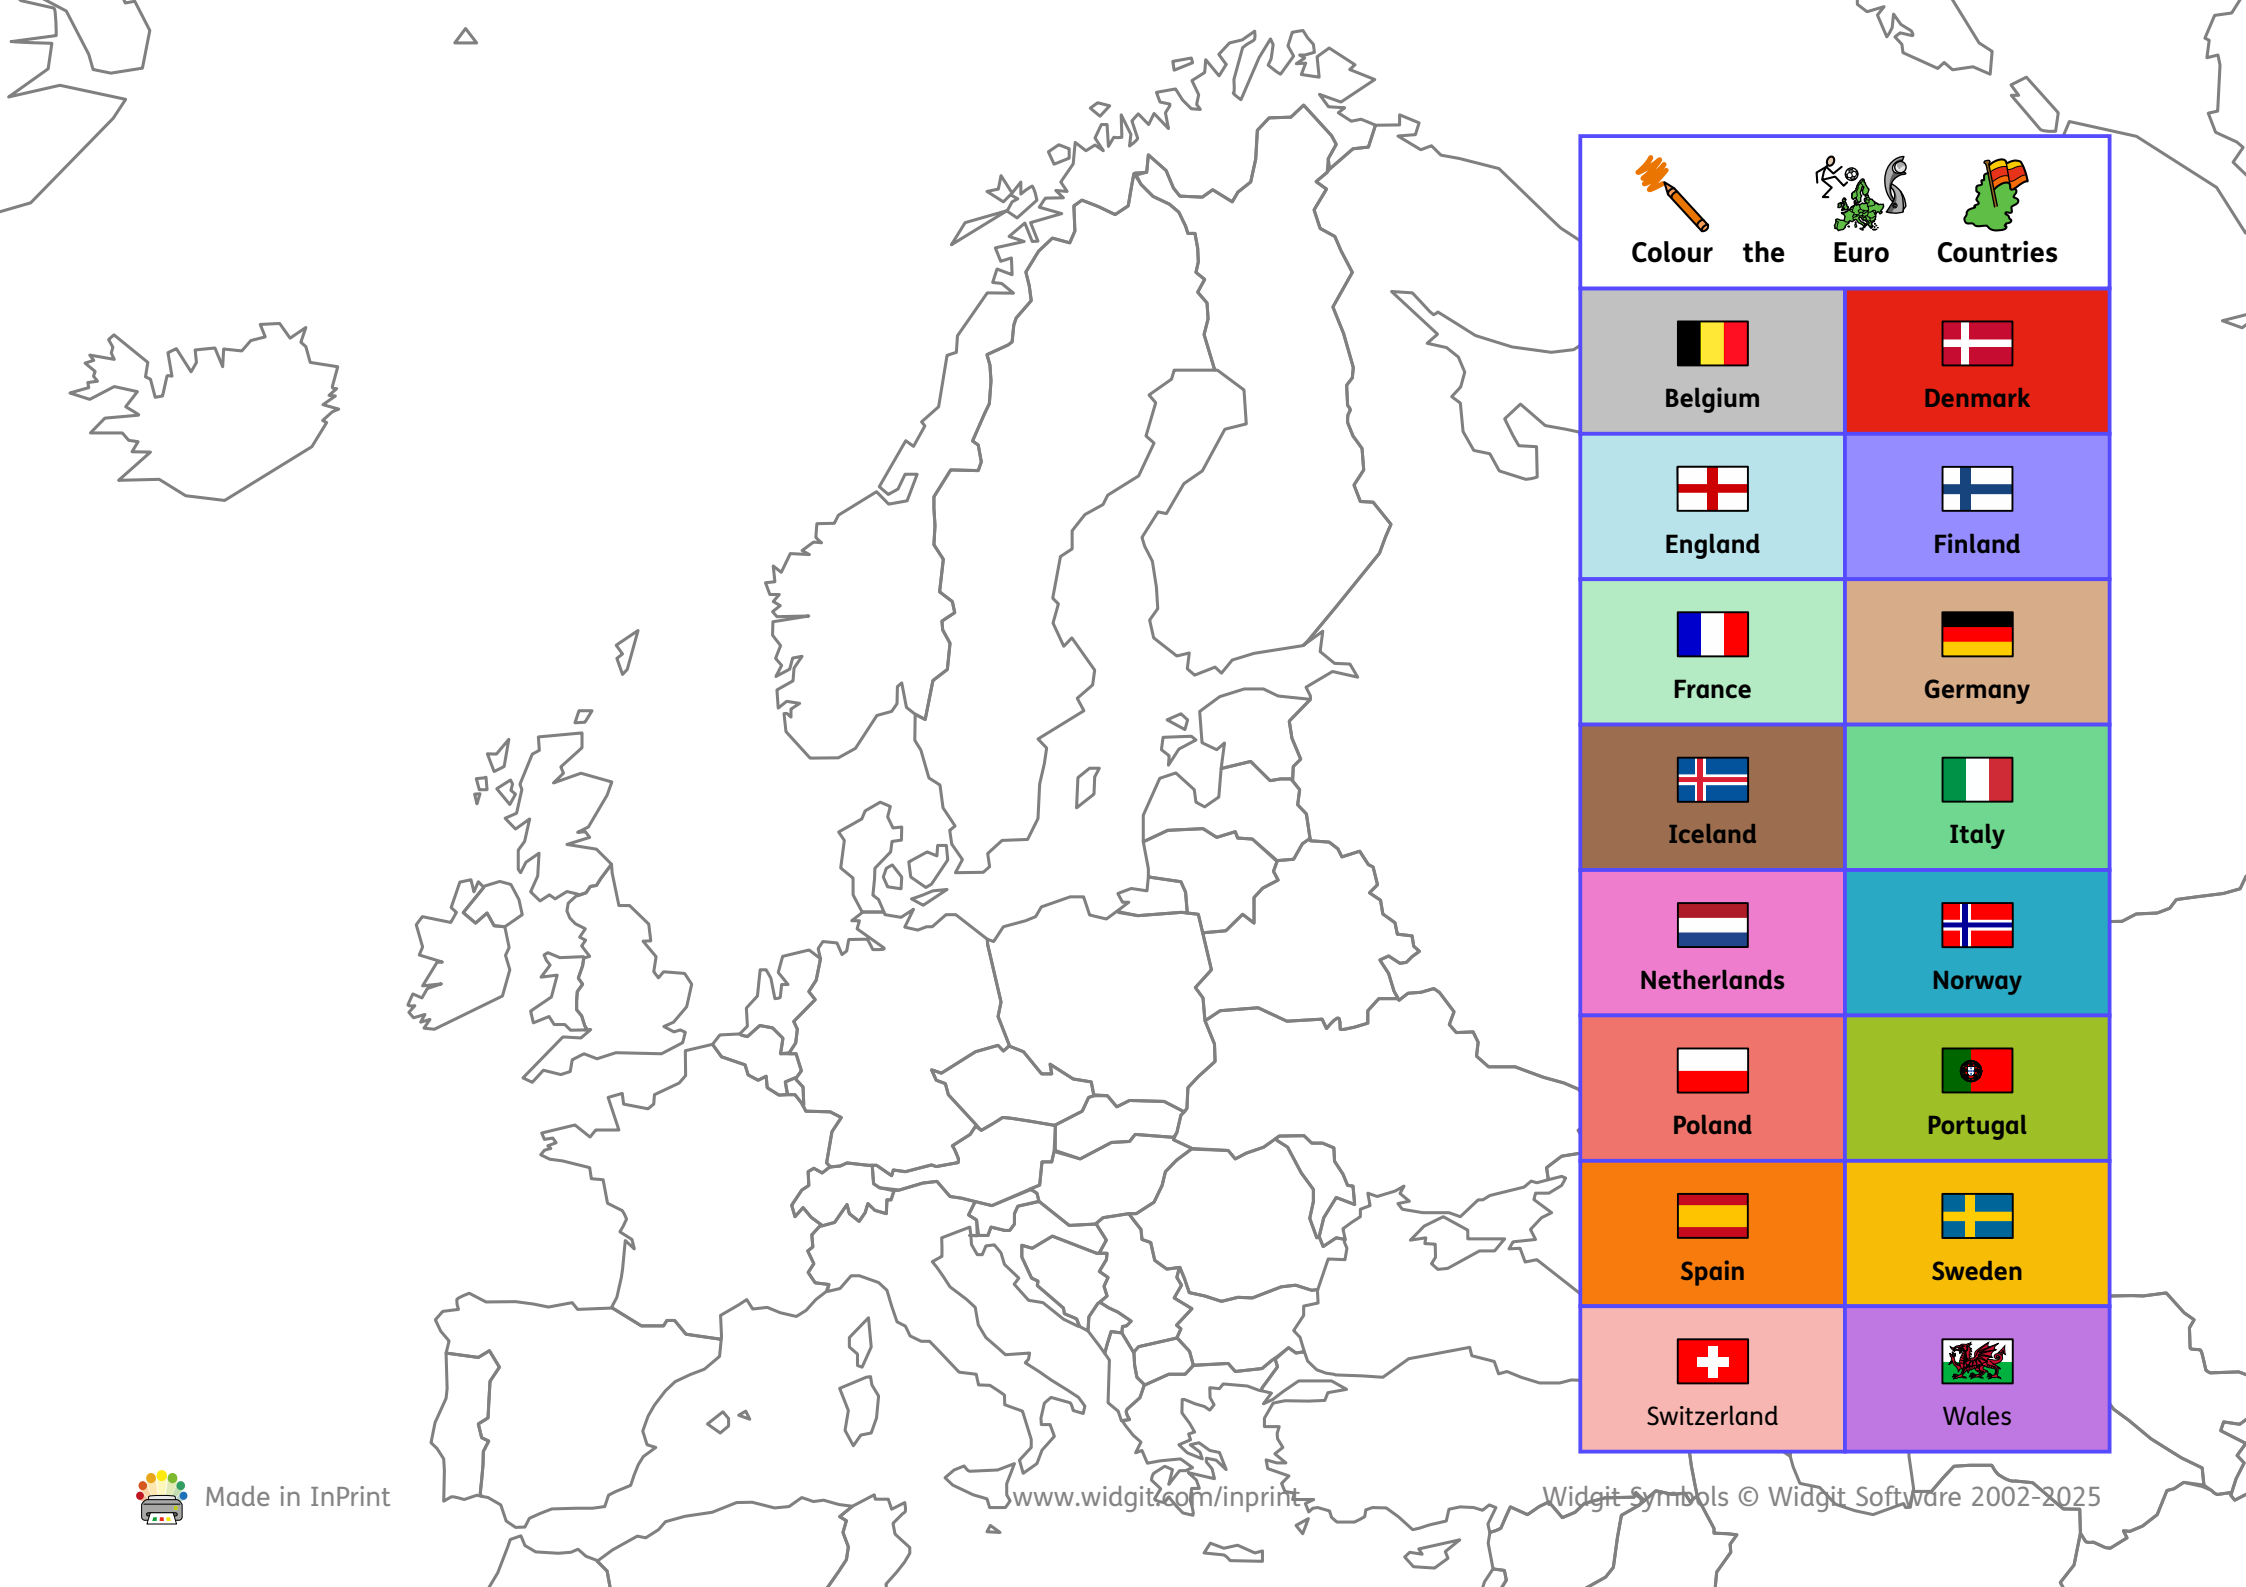 Colour the Euro Countries
Belgium Denmark
England Finland
France Germany
Iceland Italy
Netherlands Norway
Poland Portugal
Spain Sweden
Switzerland Wales
Made in InPrint www.widgit.com/inprint Widgit Symbols © Widgit Software 2002-2025